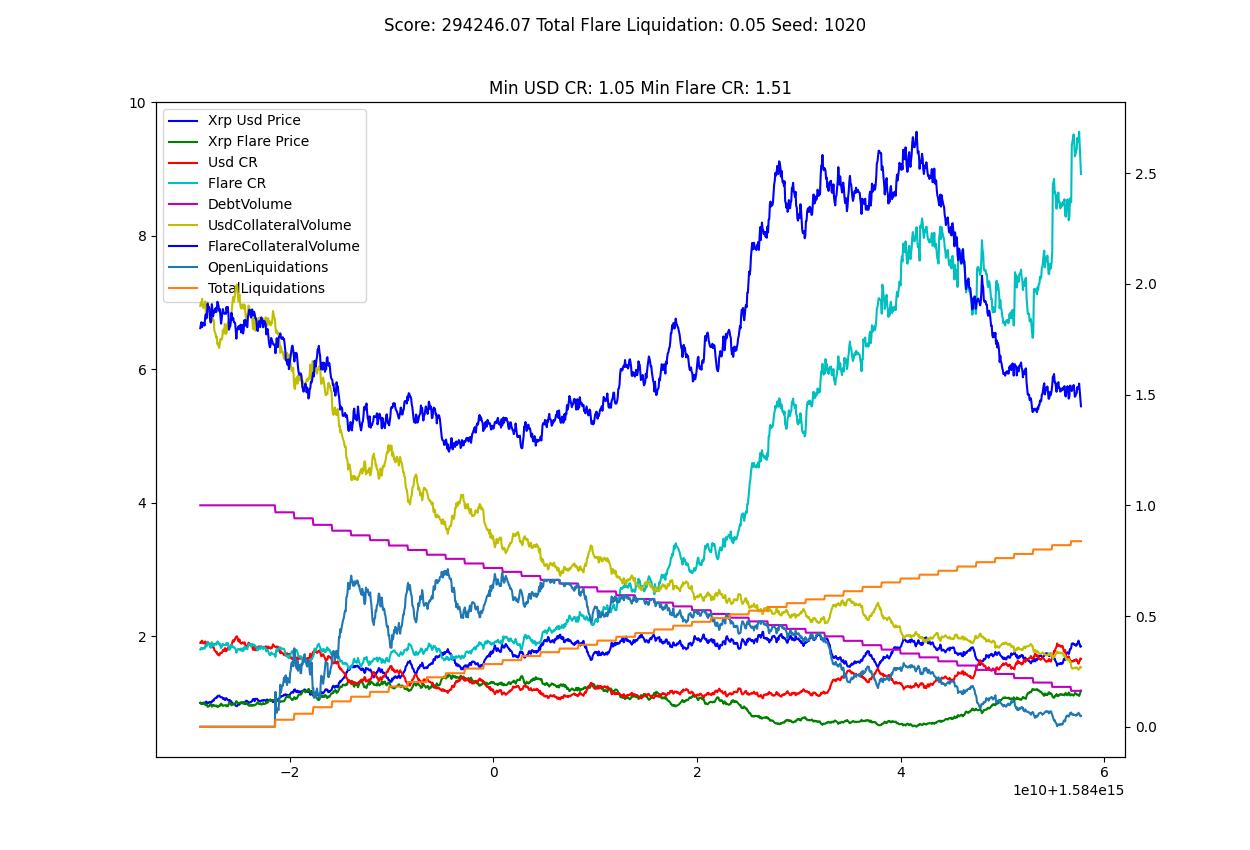 Score: 294246.07 Total Flare Liquidation: 0.05 Seed: 1020
Min USD CR: 1.05 Min Flare CR: 1.51
Xrp Usd Price
Xrp Flare Price
Usd CR
Flare CR
DebtVolume
UsdCollateralVolume
FlareCollateralVolume
OpenLiquidations
TotalLiquidations
10
8
6
4
2
2.5
2.0
1.5
1.0
0.5
0.0
−2
0
2
4
6
1e10+1.584e15